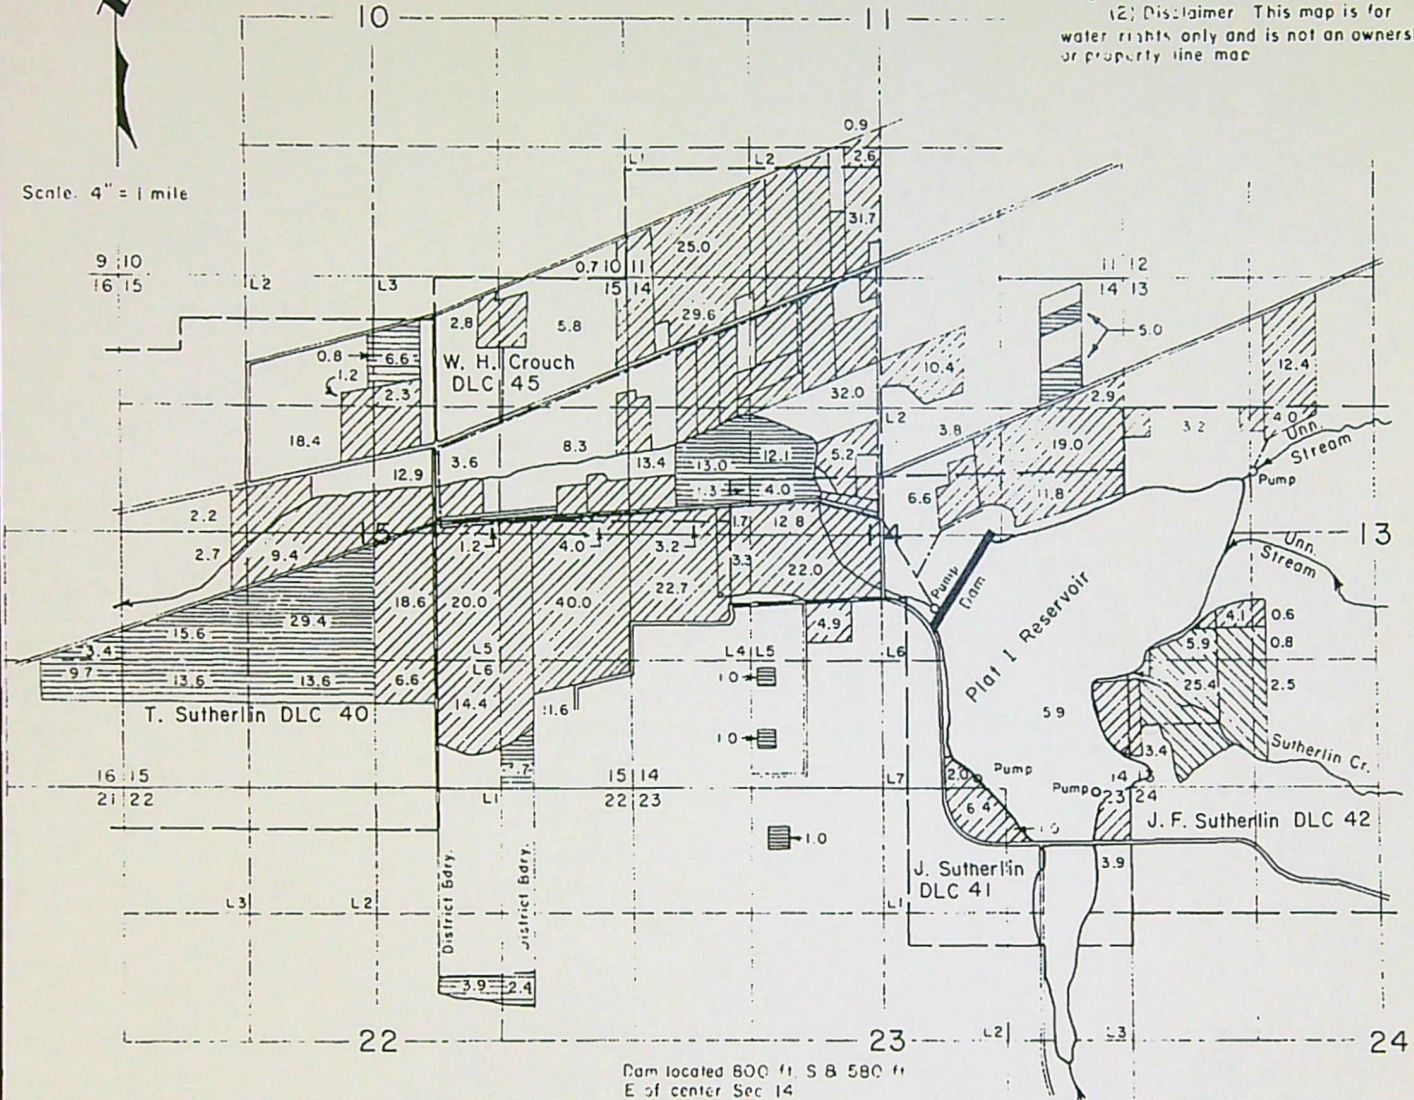 10
11
(2) Disclaimer This map is for
water rights only and is not an owners
or property line map
Scale. 4" = 1 mile
0.9
L1 L2 2.6
31.7
25.0
9 10
16 15
L2 L3
0.7 10 11
15 14
11 12
14 13
2.8 5.8 29.6 5.0
0.8 6.6
W. H. Crouch
DLC 45
1.2 2.3
10.4 12.4
32.0 2.9
L2
18.4 8.3 3.8 19.0 3.2 4.0
Unn.
Stream
12.9 3.6 13.4 13.0 12.1 5.2
Pump
.3 4.0 6.6 11.8
2.2
15 1.7 12.8 14 13
2.7 9.4 1.2 4.0 3.2 3.3 22.0
Unn.
Stream
18.6 20.0 40.0 22.7
Pump
Dam
Plat 1 Reservoir
29.4
15.6 4.9
4.1 0.6
3.4 L5 L4 L5 L6 5.9 0.8
9.7 13.6 13.6 6.6 L6 1.0
25.4 2.5
T. Sutherlin DLC 40
14.4 1.6 5.9
1.0 3.4 Sutherlin Cr.
16 15
21 22
L1
15 14
22 23
L7 2.0 Pump
Pump 14 13
23 24
6.4
J. F. Sutherlin DLC 42
1.0
J. Sutherlin
DLC 41
3.9
District Bdry.
District Bdry.
L3 L2 L1
3.9 2.4
22 23 L2 L3 24
Dam located 800 ft. S & 580 ft
E of center Sec 14